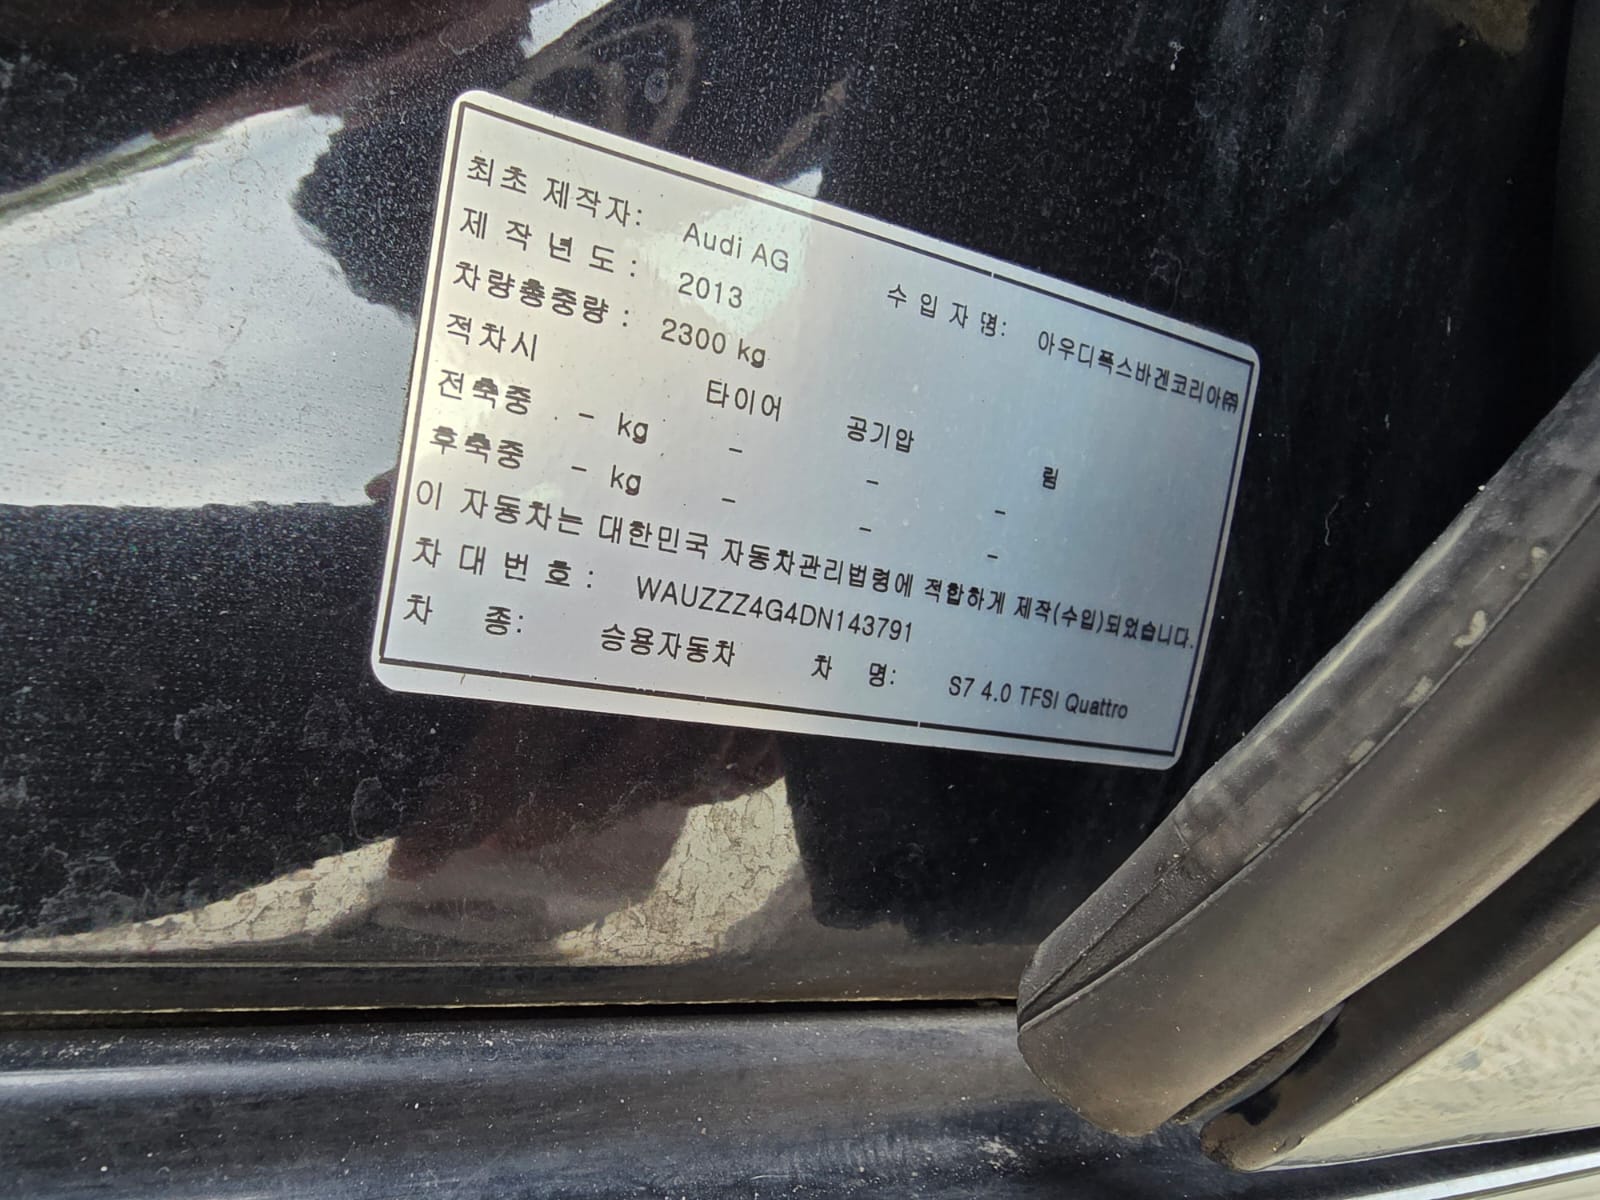 최초 제작자: Audi AG 수 입 자 명: 아우디폭스바겐코리아㈜
제 작 년 도 : 2013
차량총중량 : 2300 kg
적차시 타이어 공기압 림
전축중 - kg - - -
후축중 - kg - - -
이 자동차는 대한민국 자동차관리법령에 적합하게 제작(수입)되었습니다.
차 대 번 호 : WAUZZZ4G4DN143791
차 종: 승용자동차 차 명: S7 4.0 TFSI Quattro